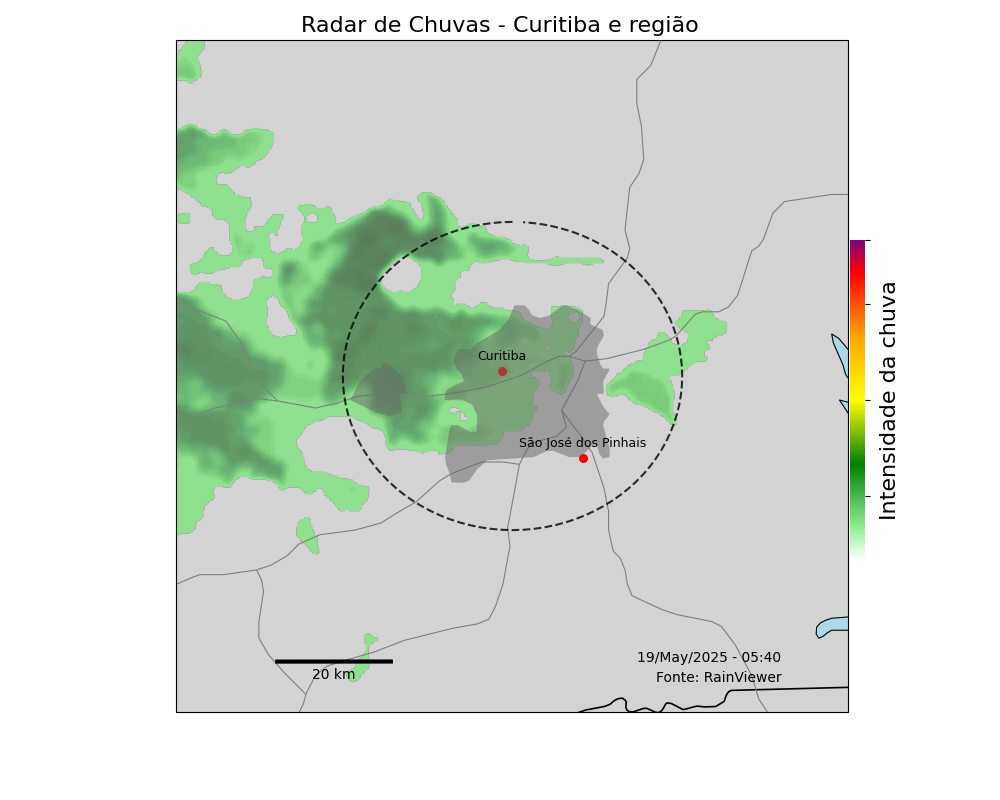 Radar de Chuvas - Curitiba e região
Curitiba
São José dos Pinhais
Intensidade da chuva
19/May/2025 - 05:40
20 km
Fonte: RainViewer